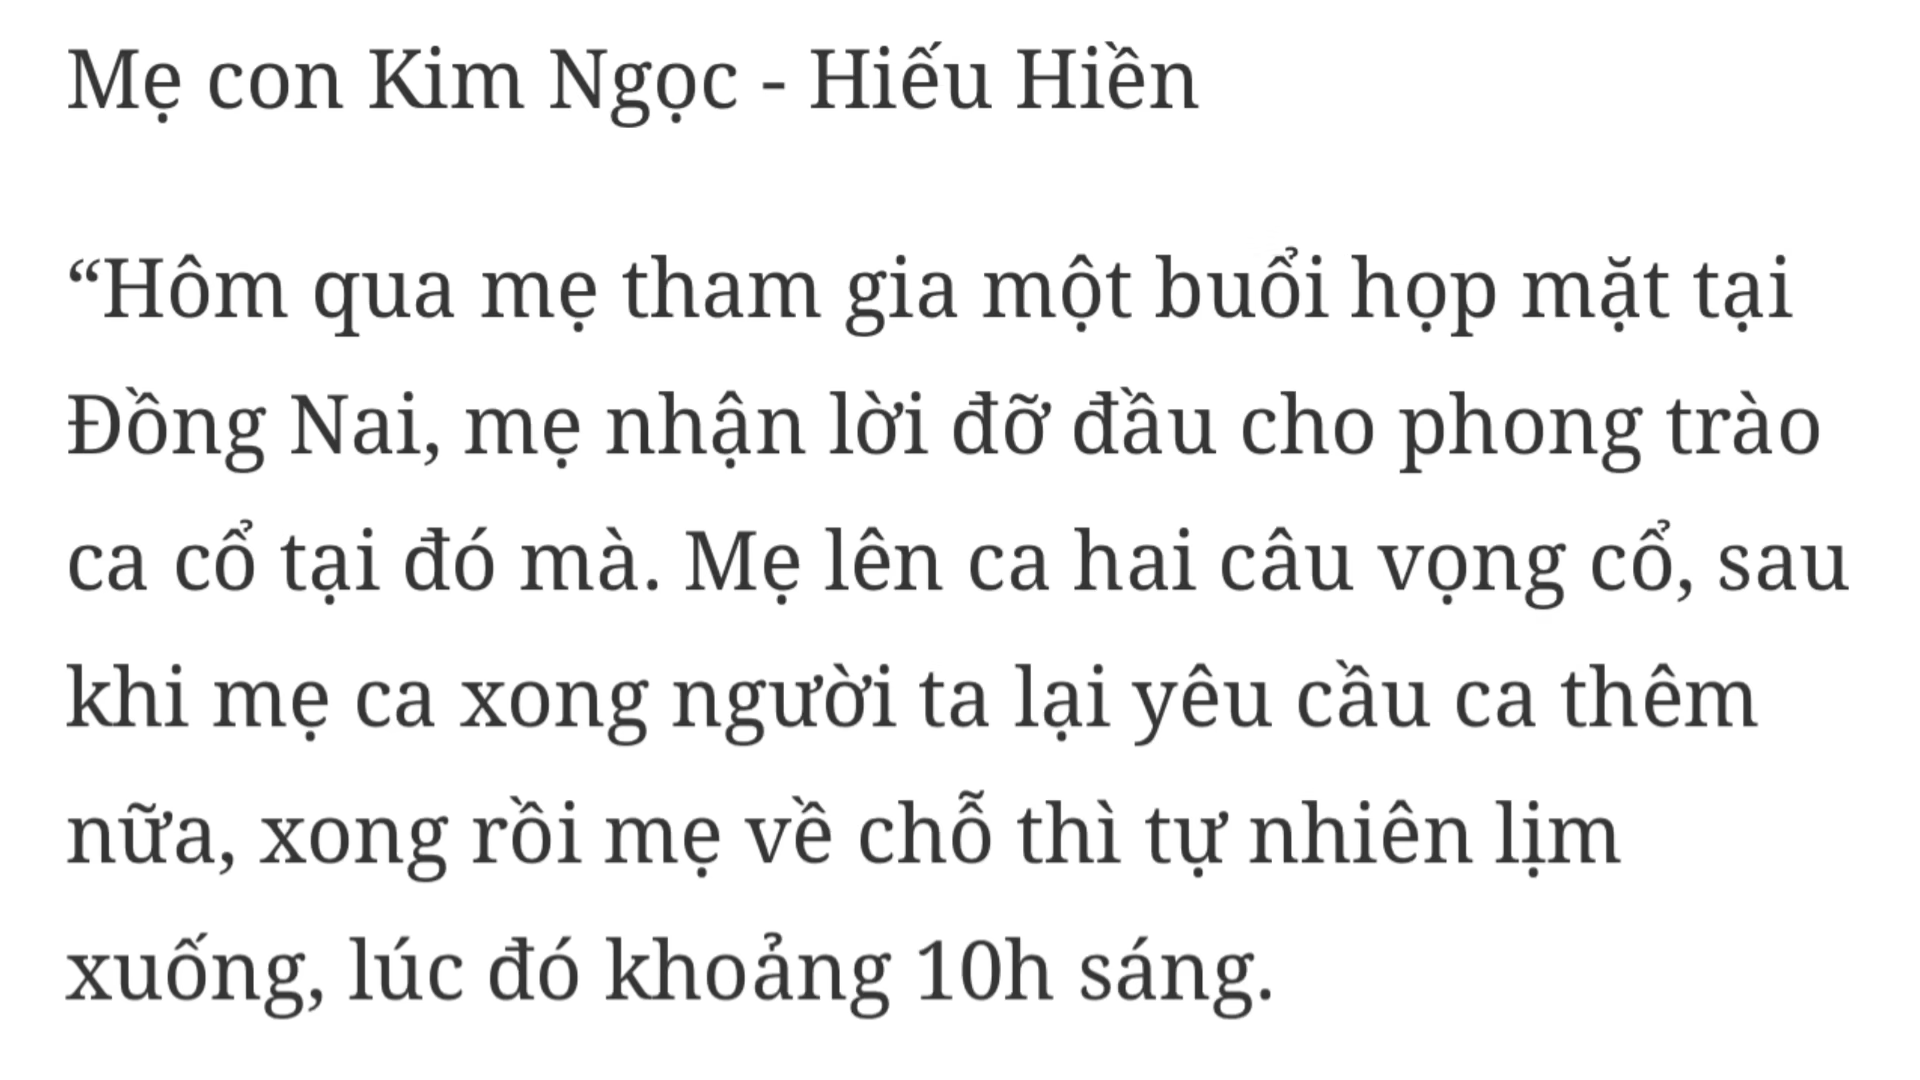 Mẹ con Kim Ngọc - Hiếu Hiền
“Hôm qua mẹ tham gia một buổi họp mặt tại
Đồng Nai, mẹ nhận lời đỡ đầu cho phong trào
ca cổ tại đó mà. Mẹ lên ca hai câu vọng cổ, sau
khi mẹ ca xong người ta lại yêu cầu ca thêm
nữa, xong rồi mẹ về chỗ thì tự nhiên lịm
xuống, lúc đó khoảng 10h sáng.